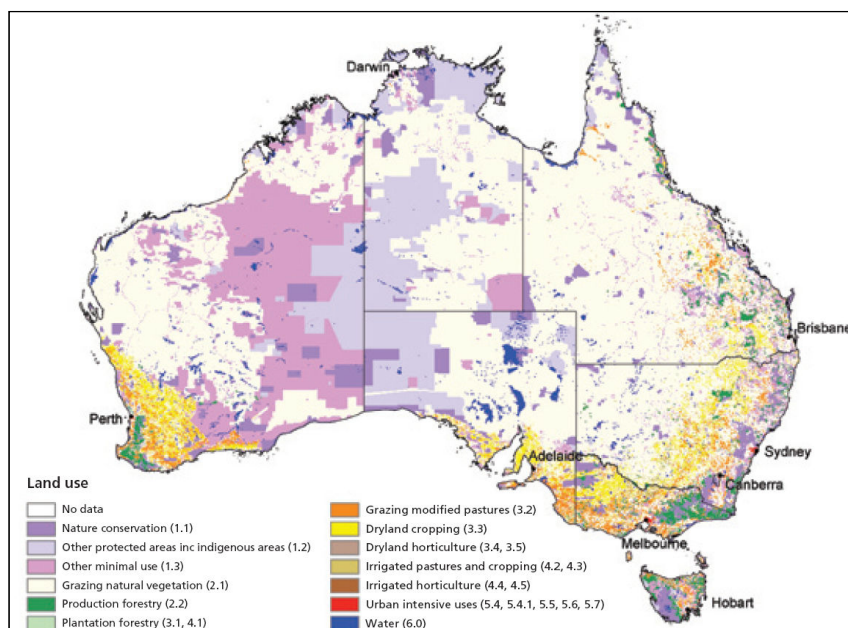 Darwin
Brisbane
Perth
Adelaide
Sydney
Canberra
Melbourne
Hobart
Land use
No data
Nature conservation (1.1)
Other protected areas inc indigenous areas (1.2)
Other minimal use (1.3)
Grazing natural vegetation (2.1)
Production forestry (2.2)
Plantation forestry (3.1, 4.1)
Grazing modified pastures (3.2)
Dryland cropping (3.3)
Dryland horticulture (3.4, 3.5)
Irrigated pastures and cropping (4.2, 4.3)
Irrigated horticulture (4.4, 4.5)
Urban intensive uses (5.4, 5.4.1, 5.5, 5.6, 5.7)
Water (6.0)